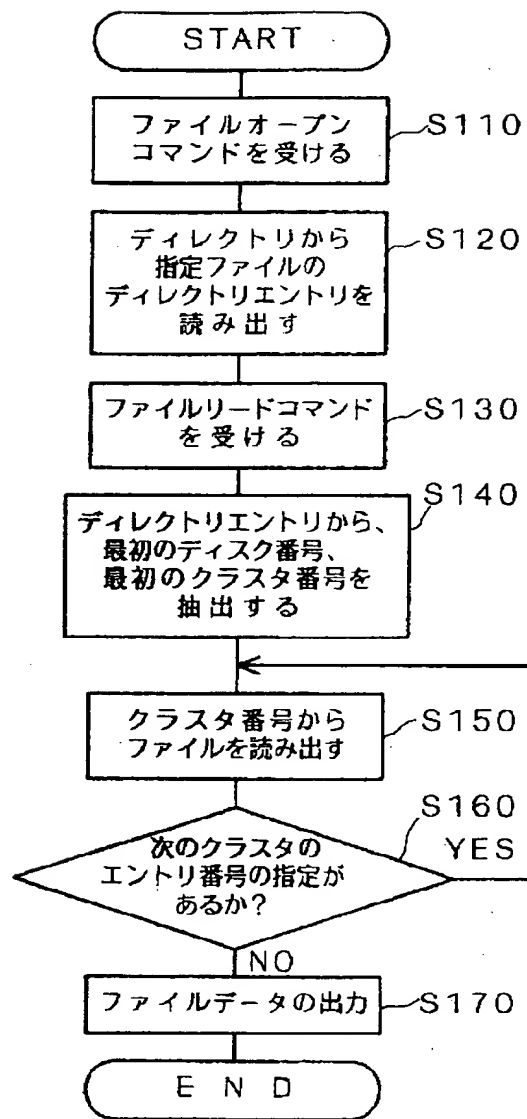 START
ファイルオープン
コマンドを受ける
S110
ディレクトリから
指定ファイルの
ディレクトリエントリを
読み出す
S120
ファイルリードコマンド
を受ける
S130
ディレクトリエントリから、
最初のディスク番号、
最初のクラスタ番号を
抽出する
S140
クラスタ番号から
ファイルを読み出す
S150
次のクラスタの
エントリ番号の指定が
あるか?
S160
YES
NO
ファイルデータの出力
S170
END